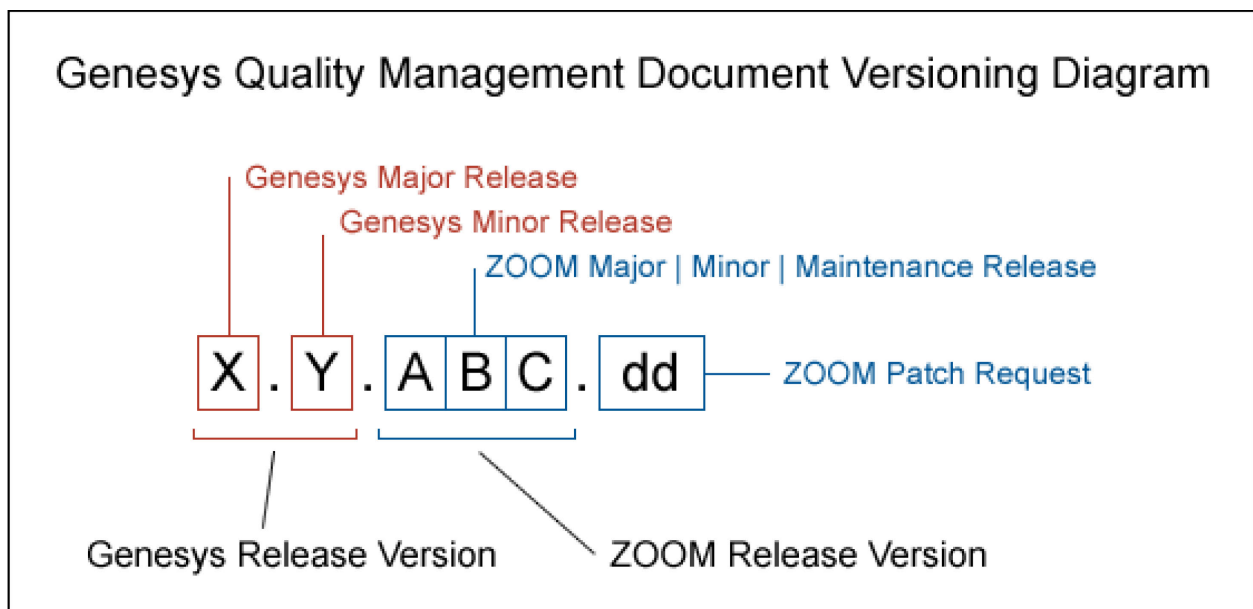 Genesys Quality Management Document Versioning Diagram
Genesys Major Release
Genesys Minor Release
ZOOM Major | Minor | Maintenance Release
X . Y . A B C . dd
ZOOM Patch Request
Genesys Release Version
ZOOM Release Version